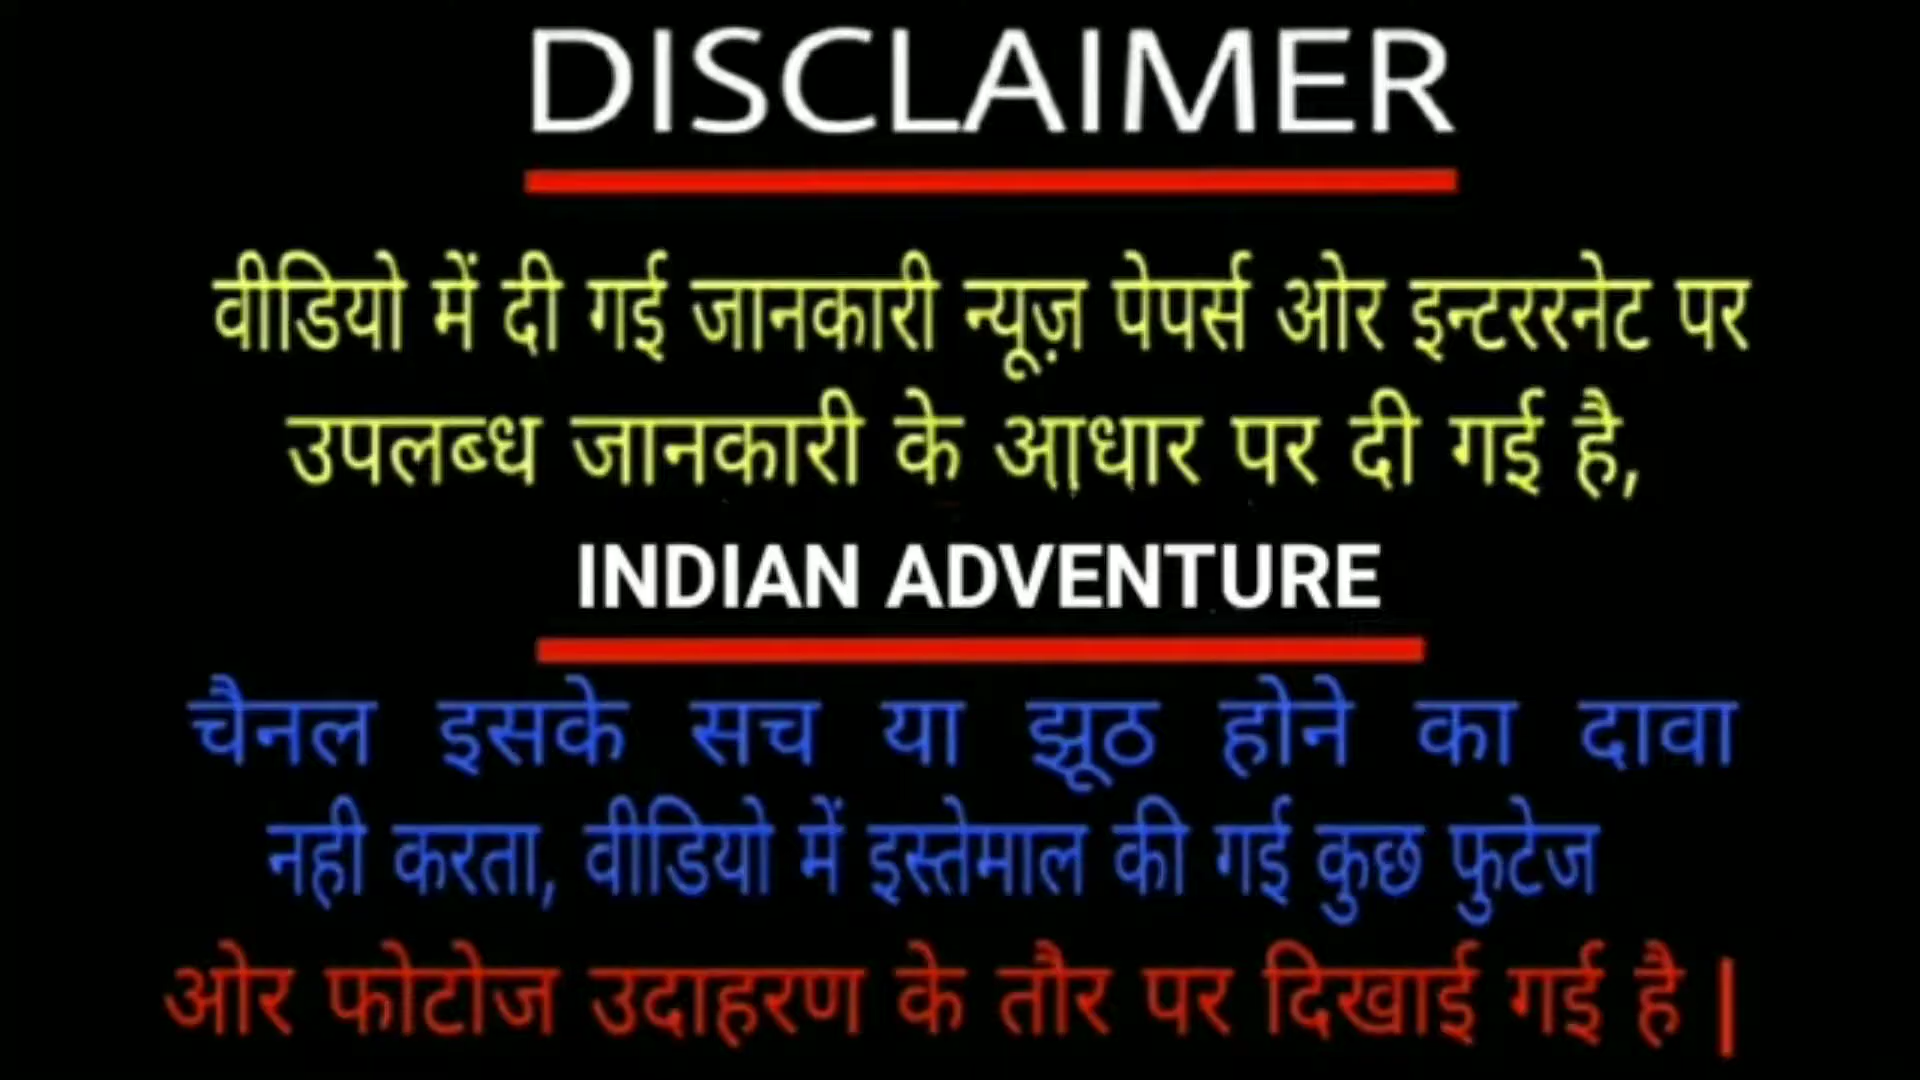 DISCLAIMER
वीडियो में दी गई जानकारी न्यूज़ पेपर्स ओर इन्टररनेट पर
उपलब्ध जानकारी के आधार पर दी गई है,
INDIAN ADVENTURE
चैनल इसके सच या झूठ होने का दावा
नही करता, वीडियो में इस्तेमाल की गई कुछ फुटेज
ओर फोटोज उदाहरण के तौर पर दिखाई गई है |